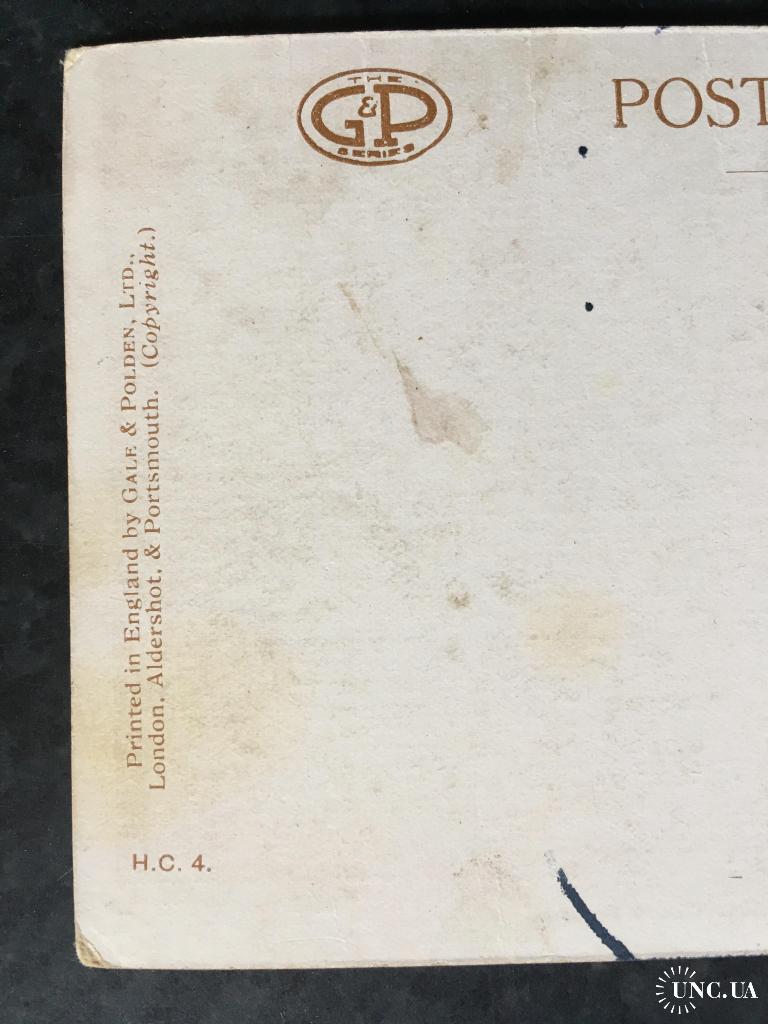 THE
G&P
SERIES
POST
Printed in England by GALE & POLDEN, LTD.,
London, Aldershot, & Portsmouth. (Copyright.)
H.C. 4.
UNC.UA